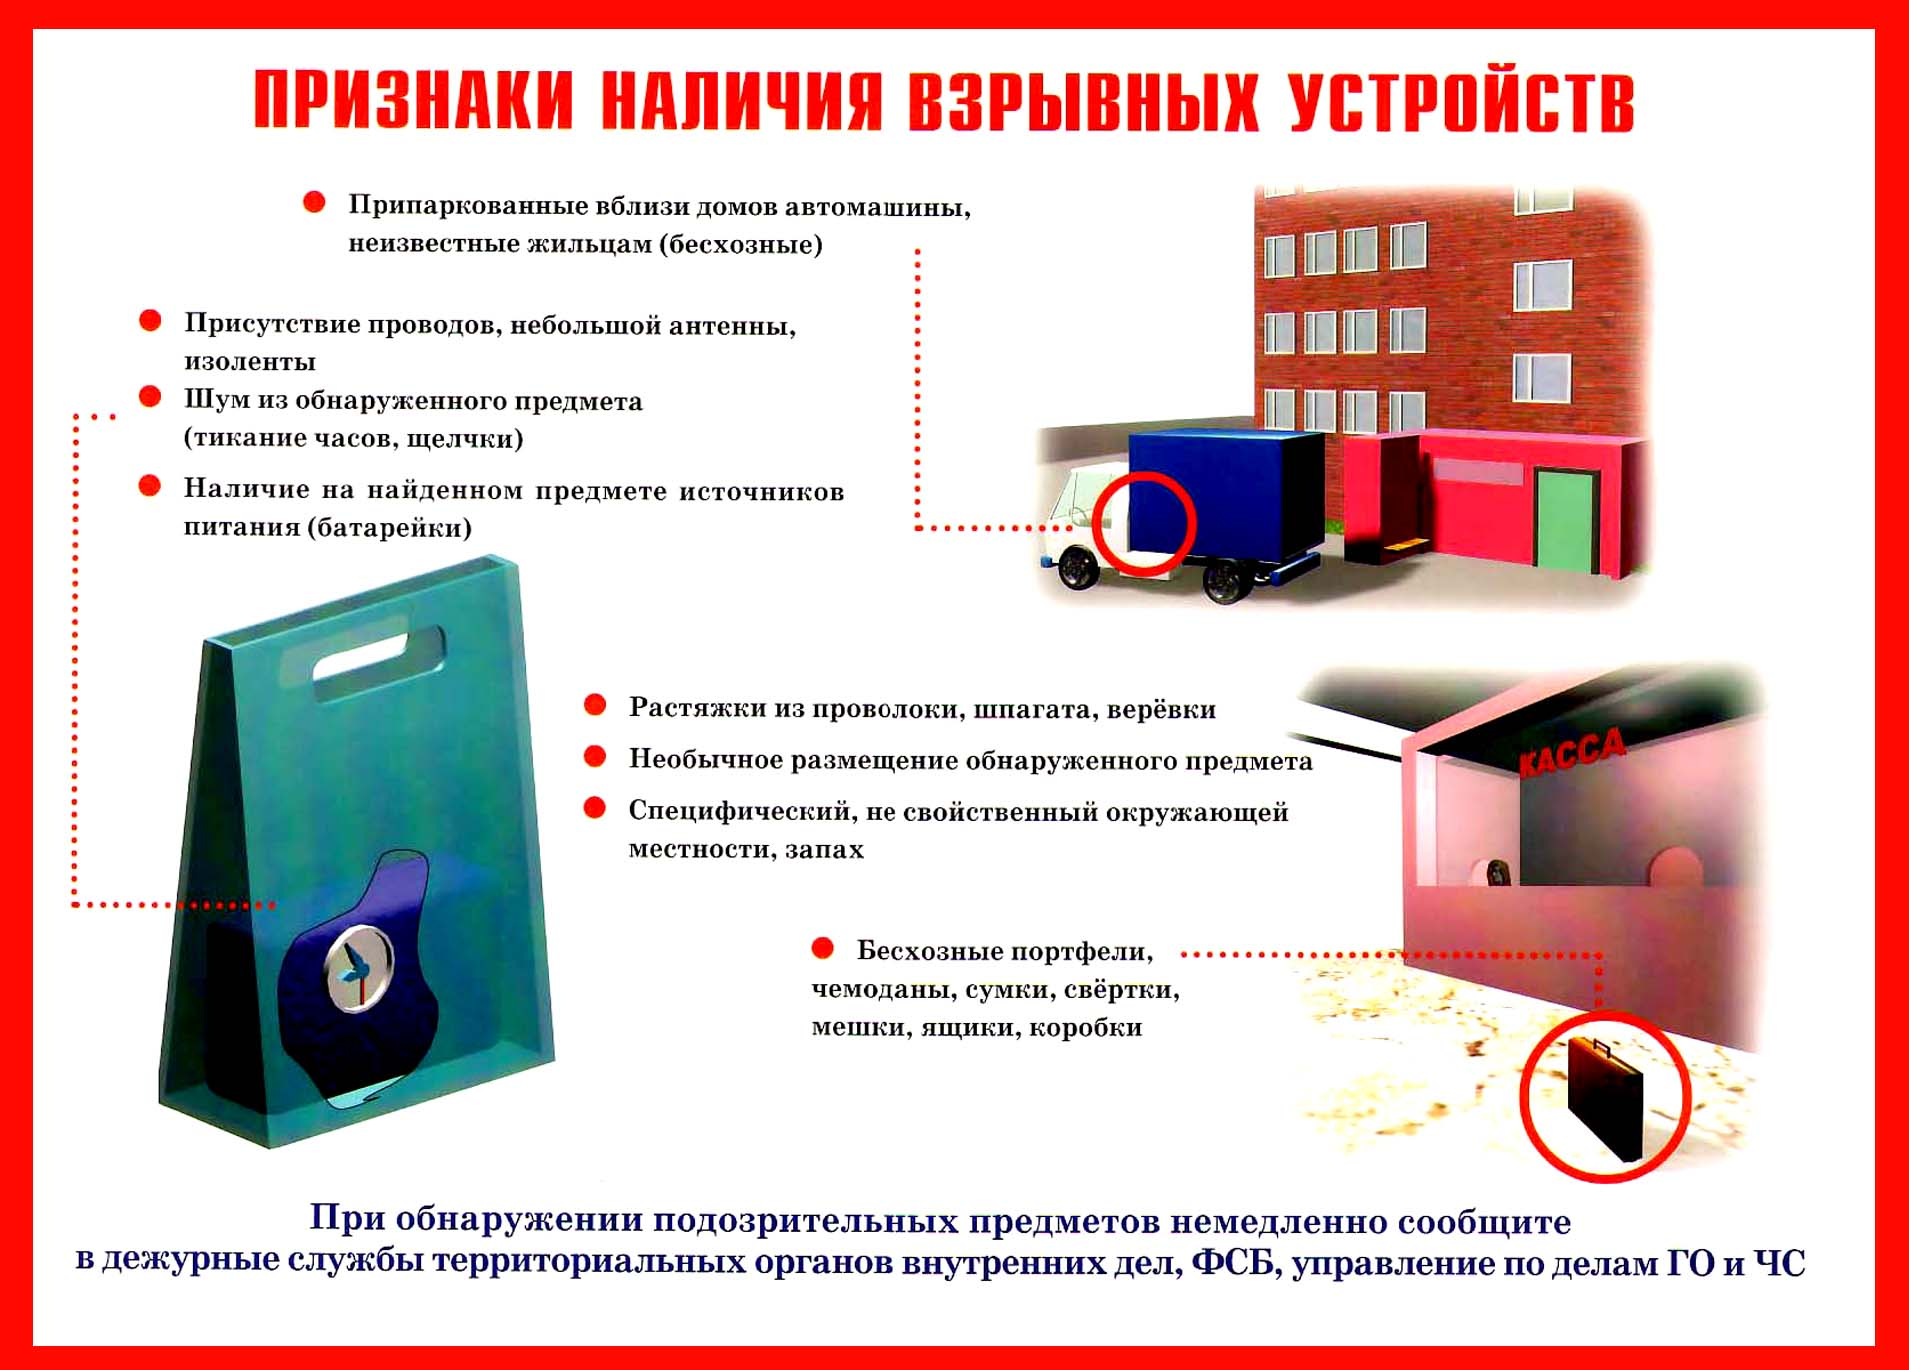 ПРИЗНАКИ НАЛИЧИЯ ВЗРЫВНЫХ УСТРОЙСТВ
Припаркованные вблизи домов автомашины,
неизвестные жильцам (бесхозные)
Присутствие проводов, небольшой антенны,
изоленты
Шум из обнаруженного предмета
(тикание часов, щелчки)
Наличие на найденном предмете источников
питания (батарейки)
Растяжки из проволоки, шпагата, верёвки
Необычное размещение обнаруженного предмета
Специфический, не свойственный окружающей
местности, запах
КАССА
Бесхозные портфели,
чемоданы, сумки, свёртки,
мешки, ящики, коробки
При обнаружении подозрительных предметов немедленно сообщите
в дежурные службы территориальных органов внутренних дел, ФСБ, управление по делам ГО и ЧС